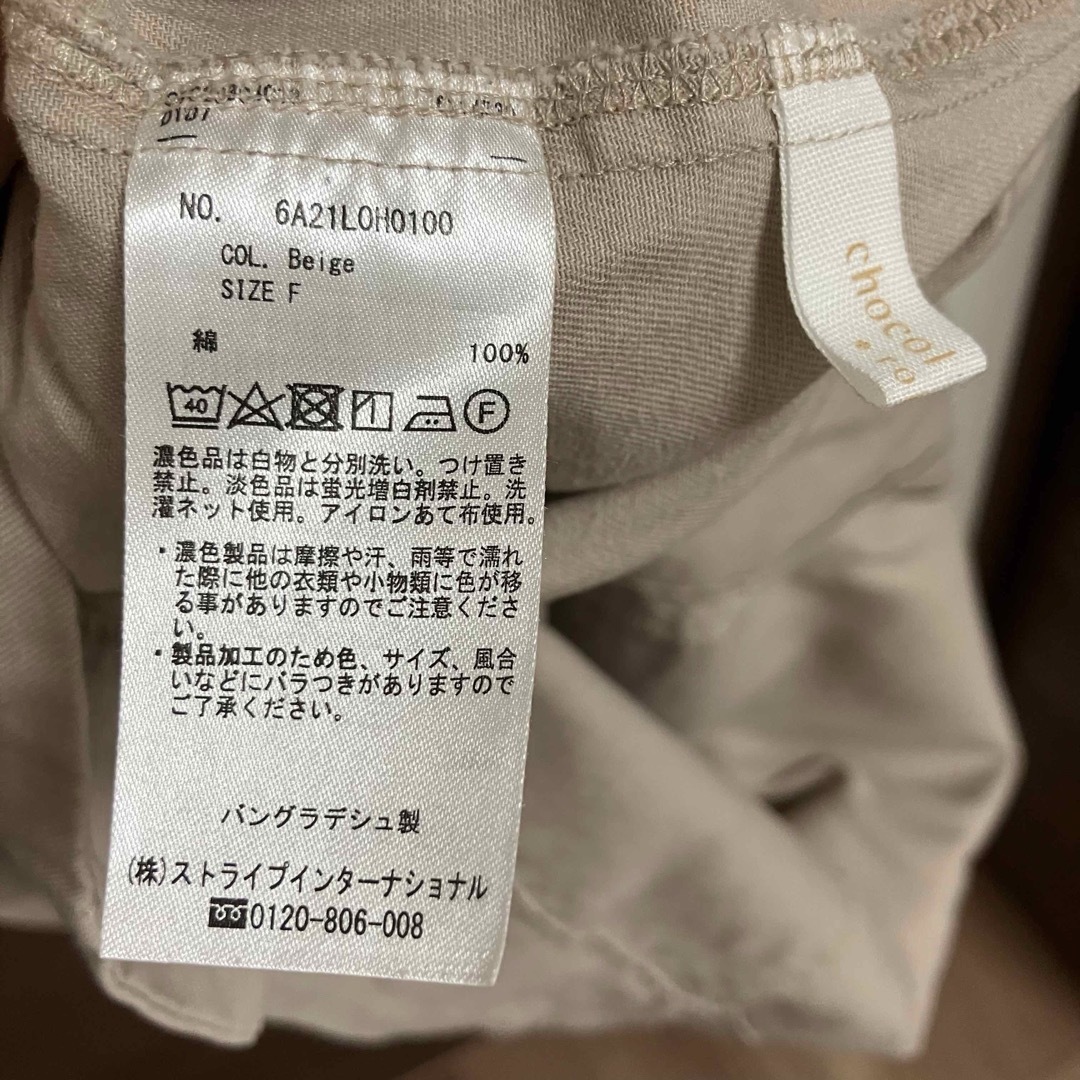 0107
NO. 6A21L0H0100
COL. Beige
SIZE F
綿 100%
40
F
濃色品は白物と分別洗い。つけ置き
禁止。淡色品は蛍光増白剤禁止。洗
濯ネット使用。アイロンあて布使用。
・濃色製品は摩擦や汗、雨等で濡れ
た際に他の衣類や小物類に色が移
る事がありますのでご注意くださ
い。
・製品加工のため色、サイズ、風合
いなどにバラつきがありますので
ご了承ください。
バングラデシュ製
(株)ストライプインターナショナル
0120-806-008
chocol